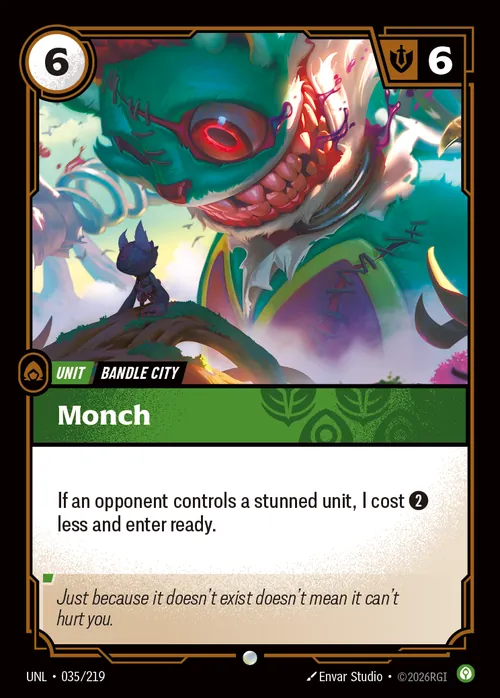 6
6
UNIT
BANDLE CITY
Monch
If an opponent controls a stunned unit, I cost 2
less and enter ready.
Just because it doesn't exist doesn't mean it can't
hurt you.
UNL • 035/219
Envar Studio • ©2026RGI